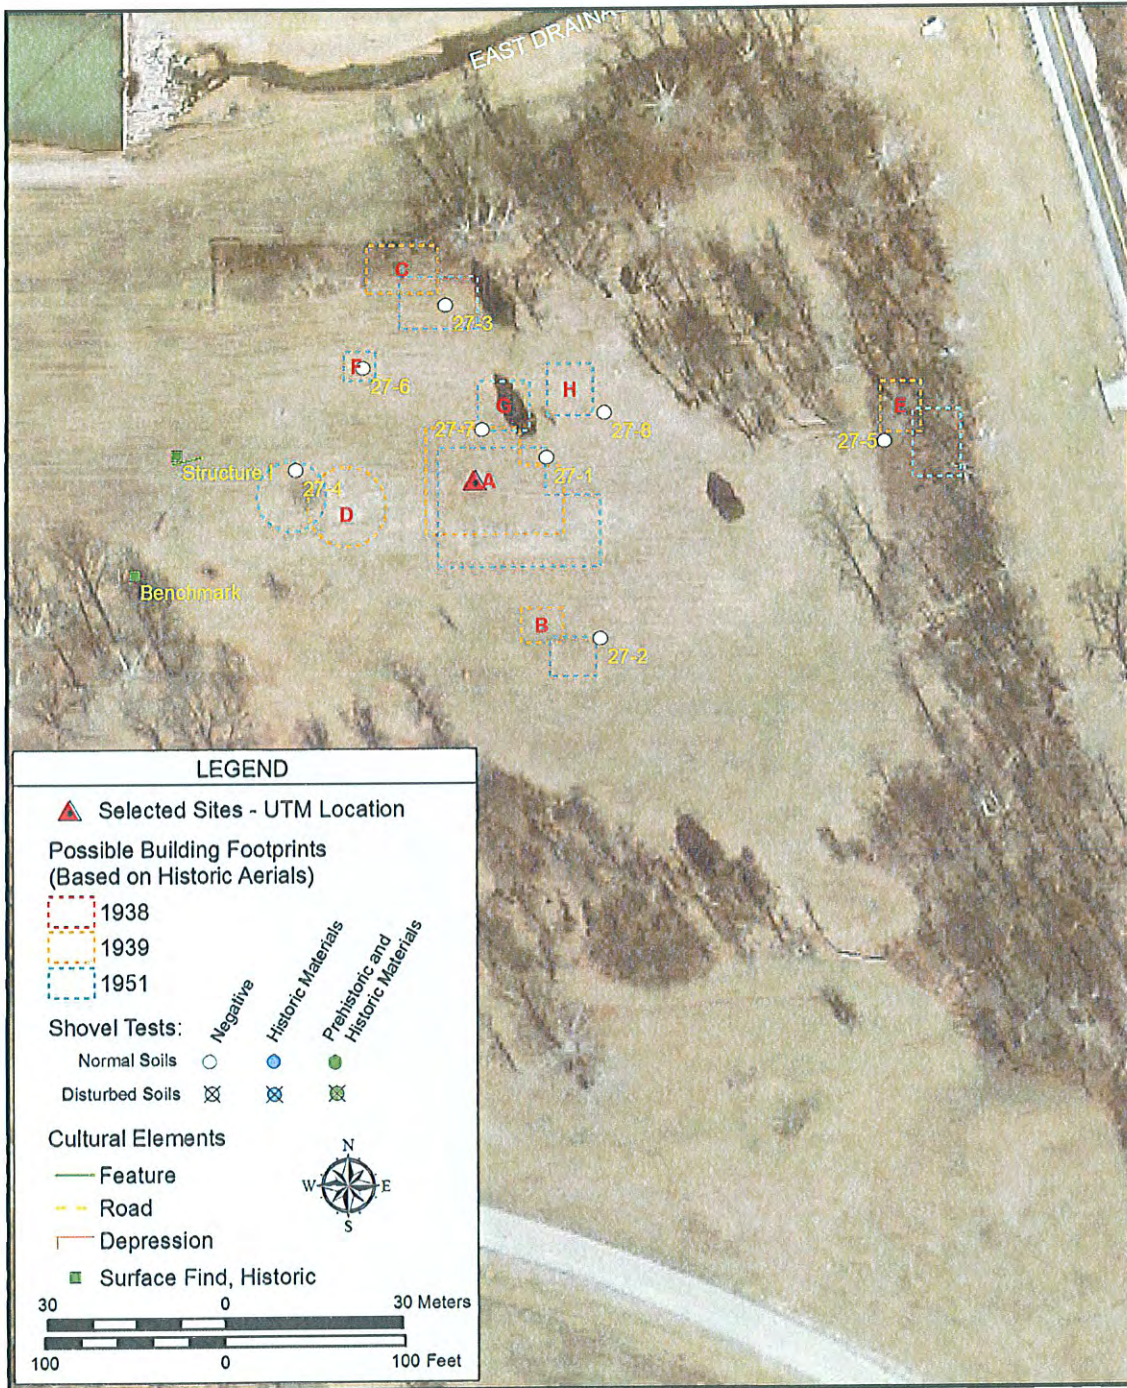 EAST DRAINA
C
27-3
F
27-6
H
G
27-8
E
27-7
27-5
27-1
Structure I
A
27-4
D
Benchmark
B
27-2
LEGEND
Selected Sites - UTM Location
Possible Building Footprints
(Based on Historic Aerials)
1938
1939
1951
Shovel Tests:
Negative
Historic Materials
Prehistoric and
Historic Materials
Normal Soils
Disturbed Soils
Cultural Elements
Feature
Road
Depression
Surface Find, Historic
N
W E
S
30 0 30 Meters
100 0 100 Feet